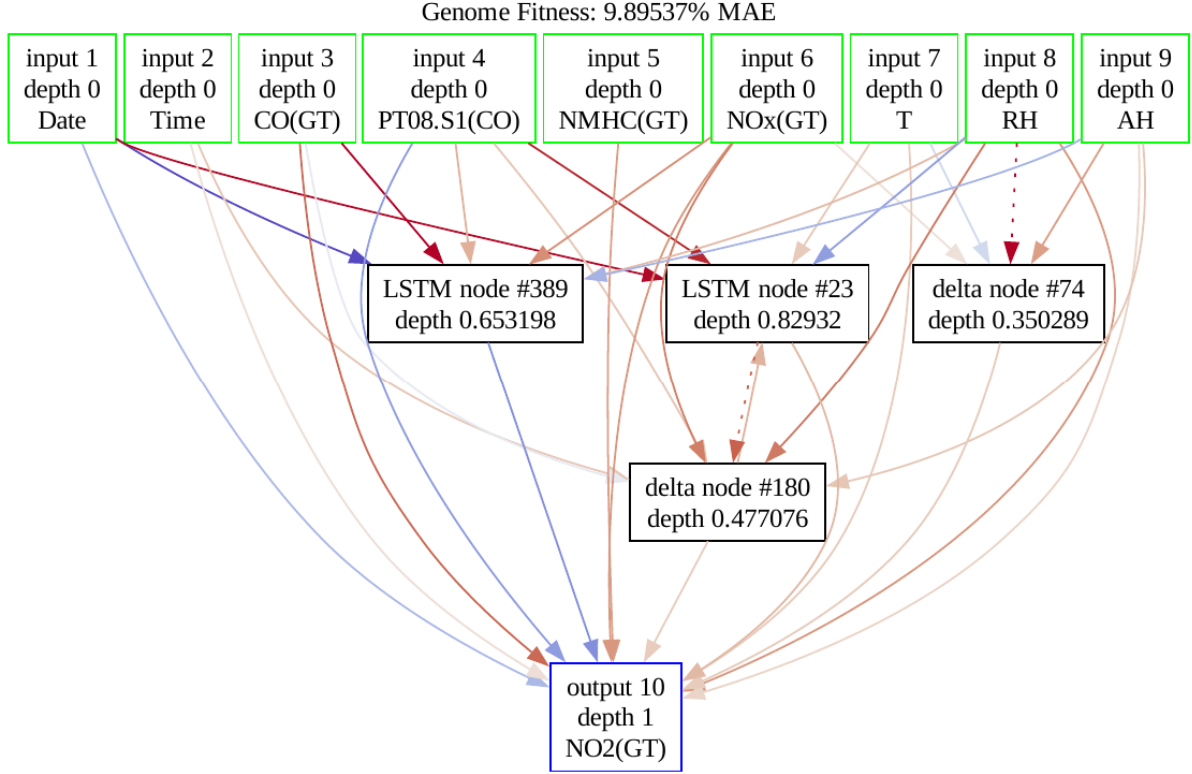 Genome Fitness: 9.89537% MAE
input 1
depth 0
Date
input 2
depth 0
Time
input 3
depth 0
CO(GT)
input 4
depth 0
PT08.S1(CO)
input 5
depth 0
NMHC(GT)
input 6
depth 0
NOx(GT)
input 7
depth 0
T
input 8
depth 0
RH
input 9
depth 0
AH
LSTM node #389
depth 0.653198
LSTM node #23
depth 0.82932
delta node #74
depth 0.350289
delta node #180
depth 0.477076
output 10
depth 1
NO2(GT)